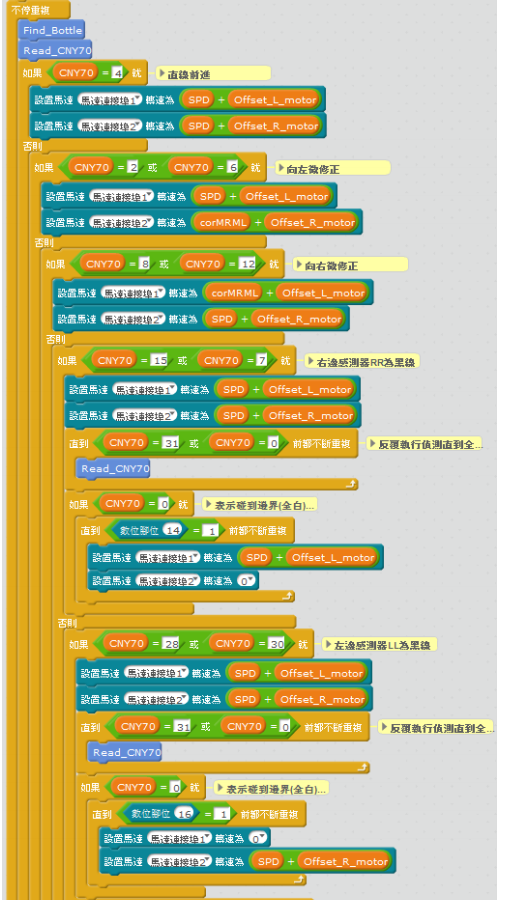 不停重複
Find_Bottle
Read_CNY70
如果 CNY70 = 4 就 直線前進
設置馬達 馬達連接埠1 轉速為 SPD + Offset_L_motor
設置馬達 馬達連接埠2 轉速為 SPD + Offset_R_motor
否則
如果 CNY70 = 2 或 CNY70 = 6 就 向左微修正
設置馬達 馬達連接埠1 轉速為 SPD + Offset_L_motor
設置馬達 馬達連接埠2 轉速為 corMRML + Offset_R_motor
否則
如果 CNY70 = 8 或 CNY70 = 12 就 向右微修正
設置馬達 馬達連接埠1 轉速為 corMRML + Offset_L_motor
設置馬達 馬達連接埠2 轉速為 SPD + Offset_R_motor
否則
如果 CNY70 = 15 或 CNY70 = 7 就 右邊感測器RR為黑線
設置馬達 馬達連接埠1 轉速為 SPD + Offset_L_motor
設置馬達 馬達連接埠2 轉速為 SPD + Offset_R_motor
直到 CNY70 = 31 或 CNY70 = 0 前都不斷重複 反覆執行偵測直到全...
Read_CNY70
如果 CNY70 = 0 就 表示碰到邊界(全白)...
直到 數位腳位 14 = 1 前都不斷重複
設置馬達 馬達連接埠1 轉速為 SPD + Offset_L_motor
設置馬達 馬達連接埠2 轉速為 0
否則
如果 CNY70 = 28 或 CNY70 = 30 就 左邊感測器LL為黑線
設置馬達 馬達連接埠1 轉速為 SPD + Offset_L_motor
設置馬達 馬達連接埠2 轉速為 SPD + Offset_R_motor
直到 CNY70 = 31 或 CNY70 = 0 前都不斷重複 反覆執行偵測直到全...
Read_CNY70
如果 CNY70 = 0 就 表示碰到邊界(全白)...
直到 數位腳位 16 = 1 前都不斷重複
設置馬達 馬達連接埠1 轉速為 0
設置馬達 馬達連接埠2 轉速為 SPD + Offset_R_motor